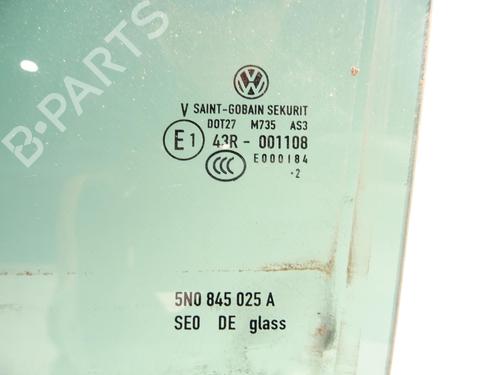 B-PARTS
V SAINT-GOBAIN SEKURIT
DOT27 M735 AS3
E1 43R - 001108
CCC E000184
·2
5N0 845 025 A
SEO DE glass